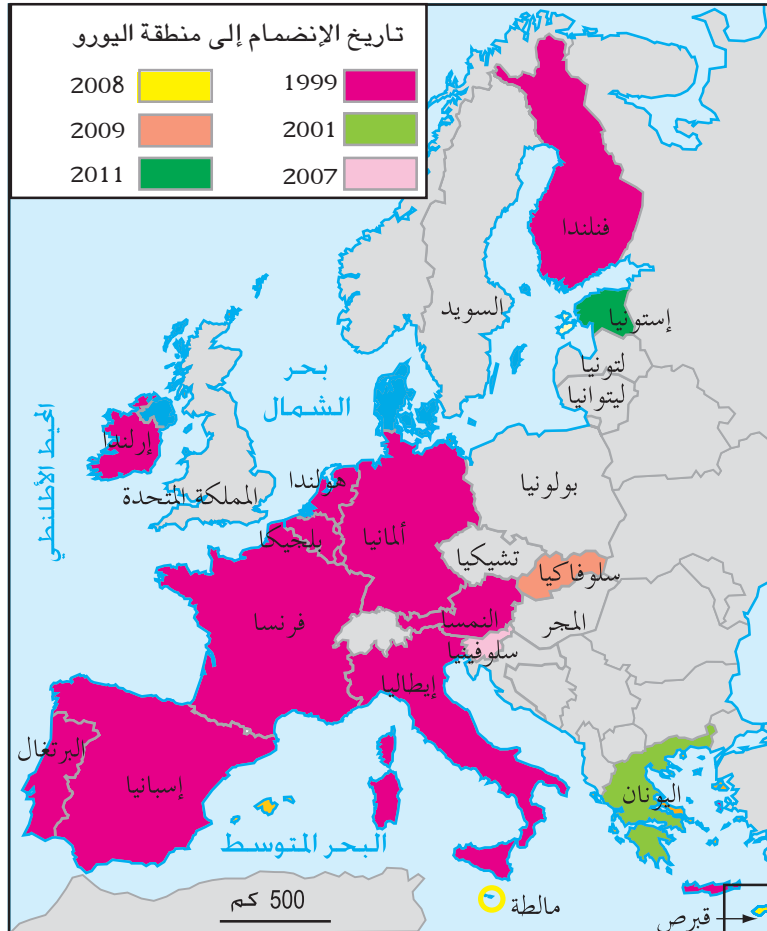 تاريخ الإنضمام إلى منطقة اليورو
1999
2008
2001
2009
2007
2011
فنلندا
السويد
إستونيا
لتونيا
ليتوانيا
بحر
الشمال
المحيط الأطلنطي
إرلندا
المملكة المتحدة
هولندا
بولونيا
بلجيكا
ألمانيا
تشيكيا
سلوفاكيا
فرنسا
النمسا
المجر
سلوفينيا
إيطاليا
البرتغال
إسبانيا
اليونان
البحر المتوسط
500 كم
مالطة
قبرص